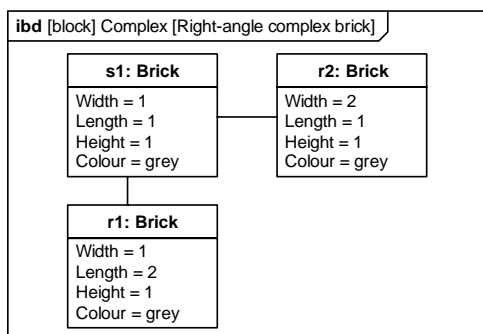 ibd [block] Complex [Right-angle complex brick]
s1: Brick
Width = 1
Length = 1
Height = 1
Colour = grey
r2: Brick
Width = 2
Length = 1
Height = 1
Colour = grey
r1: Brick
Width = 1
Length = 2
Height = 1
Colour = grey